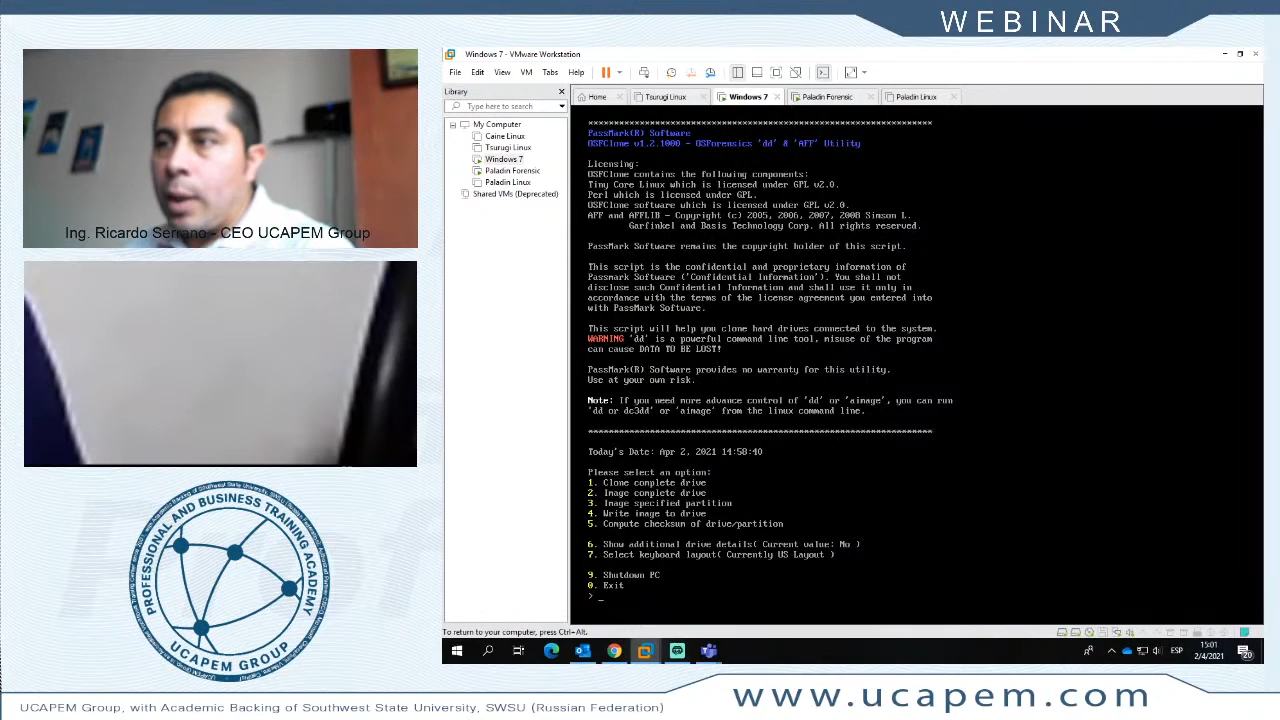 WEBINAR
Ing. Ricardo Serrano - CEO UCAPEM Group
PROFESSIONAL AND BUSINESS TRAINING ACADEMY
UCAPEM GROUP
Windows 7 - VMware Workstation
File Edit View VM Tabs Help
Library
Type here to search
My Computer
Caine Linux
Tsurugi Linux
Windows 7
Paladin Forensic
Paladin Linux
Shared VMs (Deprecated)
Home Tsurugi Linux Windows 7 Paladin Forensic Paladin Linux
*******************************************************************
PassMark(R) Software
OSFClone v1.2.1000 - OSForensics 'dd' & 'AFF' Utility
Licensing:
OSFClone contains the following components:
Tiny Core Linux which is licensed under GPL v2.0.
Perl which is licensed under GPL.
OSFClone software which is licensed under GPL v2.0.
AFF and AFFLIB - Copyright (c) 2005, 2006, 2007, 2008 Simson L.
Garfinkel and Basis Technology Corp. All rights reserved.
PassMark Software remains the copyright holder of this script.
This script is the confidential and proprietary information of
Passmark Software ('Confidential Information'). You shall not
disclose such Confidential Information and shall use it only in
accordance with the terms of the license agreement you entered into
with PassMark Software.
This script will help you clone hard drives connected to the system.
WARNING 'dd' is a powerful command line tool, misuse of the program
can cause DATA TO BE LOST!
PassMark(R) Software provides no warranty for this utility.
Use at your own risk.
Note: If you need more advance control of 'dd' or 'aimage', you can run
'dd or dc3dd' or 'aimage' from the linux command line.
*******************************************************************
Today's Date: Apr 2, 2021 14:58:40
Please select an option:
1. Clone complete drive
2. Image complete drive
3. Image specified partition
4. Write image to drive
5. Compute checksum of drive/partition
6. Show additional drive details( Current value: No )
7. Select keyboard layout( Currently US Layout )
9. Shutdown PC
0. Exit
> _
To return to your computer, press Ctrl+Alt.
ESP
15:01
2/4/2021
20
UCAPEM Group, with Academic Backing of Southwest State University, SWSU (Russian Federation)
www.ucapem.com